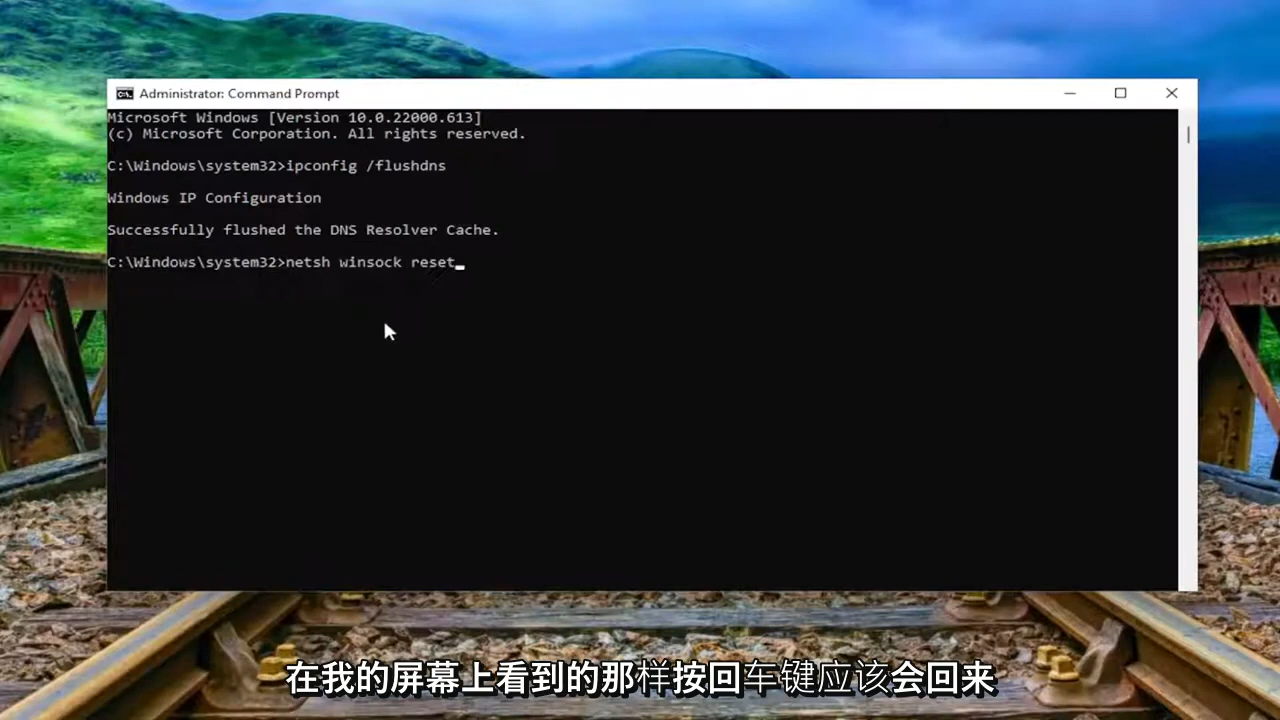 Administrator: Command Prompt
Microsoft Windows [Version 10.0.22000.613]
(c) Microsoft Corporation. All rights reserved.
C:\Windows\system32>ipconfig /flushdns
Windows IP Configuration
Successfully flushed the DNS Resolver Cache.
C:\Windows\system32>netsh winsock reset
在我的屏幕上看到的那样按回车键应该会回来